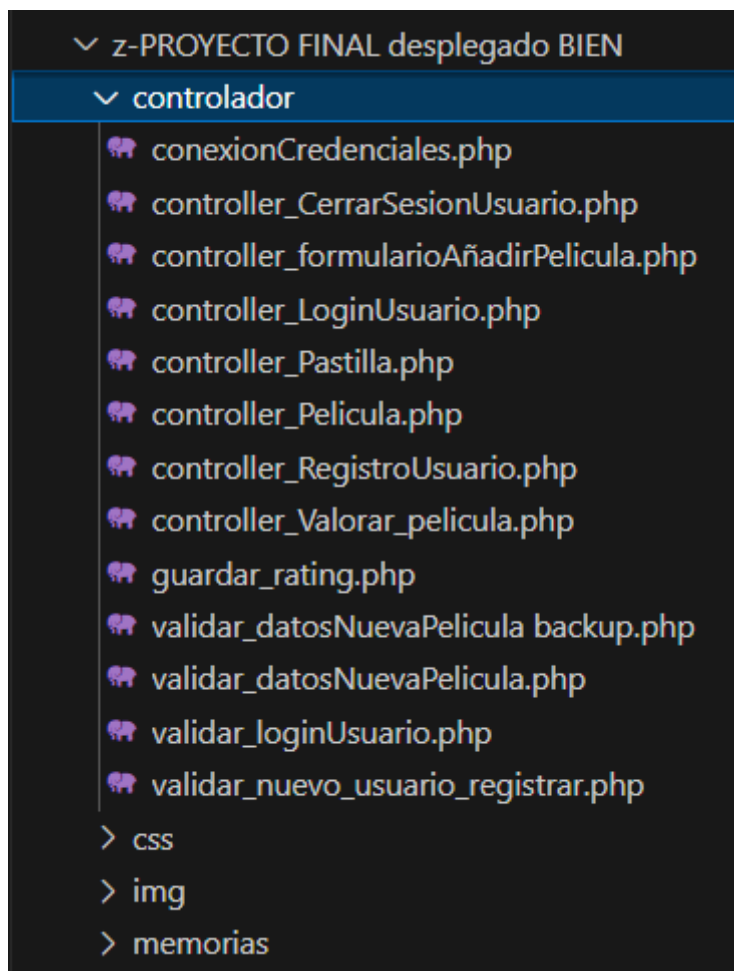 z-PROYECTO FINAL desplegado BIEN
controlador
conexionCredenciales.php
controller_CerrarSesionUsuario.php
controller_formularioAñadirPelicula.php
controller_LoginUsuario.php
controller_Pastilla.php
controller_Pelicula.php
controller_RegistroUsuario.php
controller_Valorar_pelicula.php
guardar_rating.php
validar_datosNuevaPelicula backup.php
validar_datosNuevaPelicula.php
validar_loginUsuario.php
validar_nuevo_usuario_registrar.php
css
img
memorias